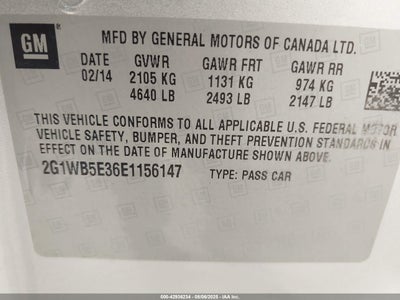 GM
MFD BY GENERAL MOTORS OF CANADA LTD.
DATE GVWR GAWR FRT GAWR RR
02/14 2105 KG 1131 KG 974 KG
4640 LB 2493 LB 2147 LB
THIS VEHICLE CONFORMS TO ALL APPLICABLE U.S. FEDERAL MOTOR
VEHICLE SAFETY, BUMPER, AND THEFT PREVENTION STANDARDS IN
EFFECT ON THE DATE OF MANUFACTURE SHOWN ABOVE.
2G1WB5E36E1156147 TYPE: PASS CAR